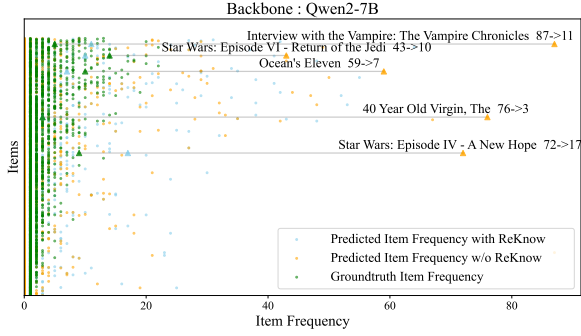 Backbone : Qwen2-7B
Interview with the Vampire: The Vampire Chronicles 87->11
Star Wars: Episode VI - Return of the Jedi 43->10
Ocean's Eleven 59->7
40 Year Old Virgin, The 76->3
Star Wars: Episode IV - A New Hope 72->17
Items
Predicted Item Frequency with ReKnow
Predicted Item Frequency w/o ReKnow
Groundtruth Item Frequency
0 20 40 60 80
Item Frequency